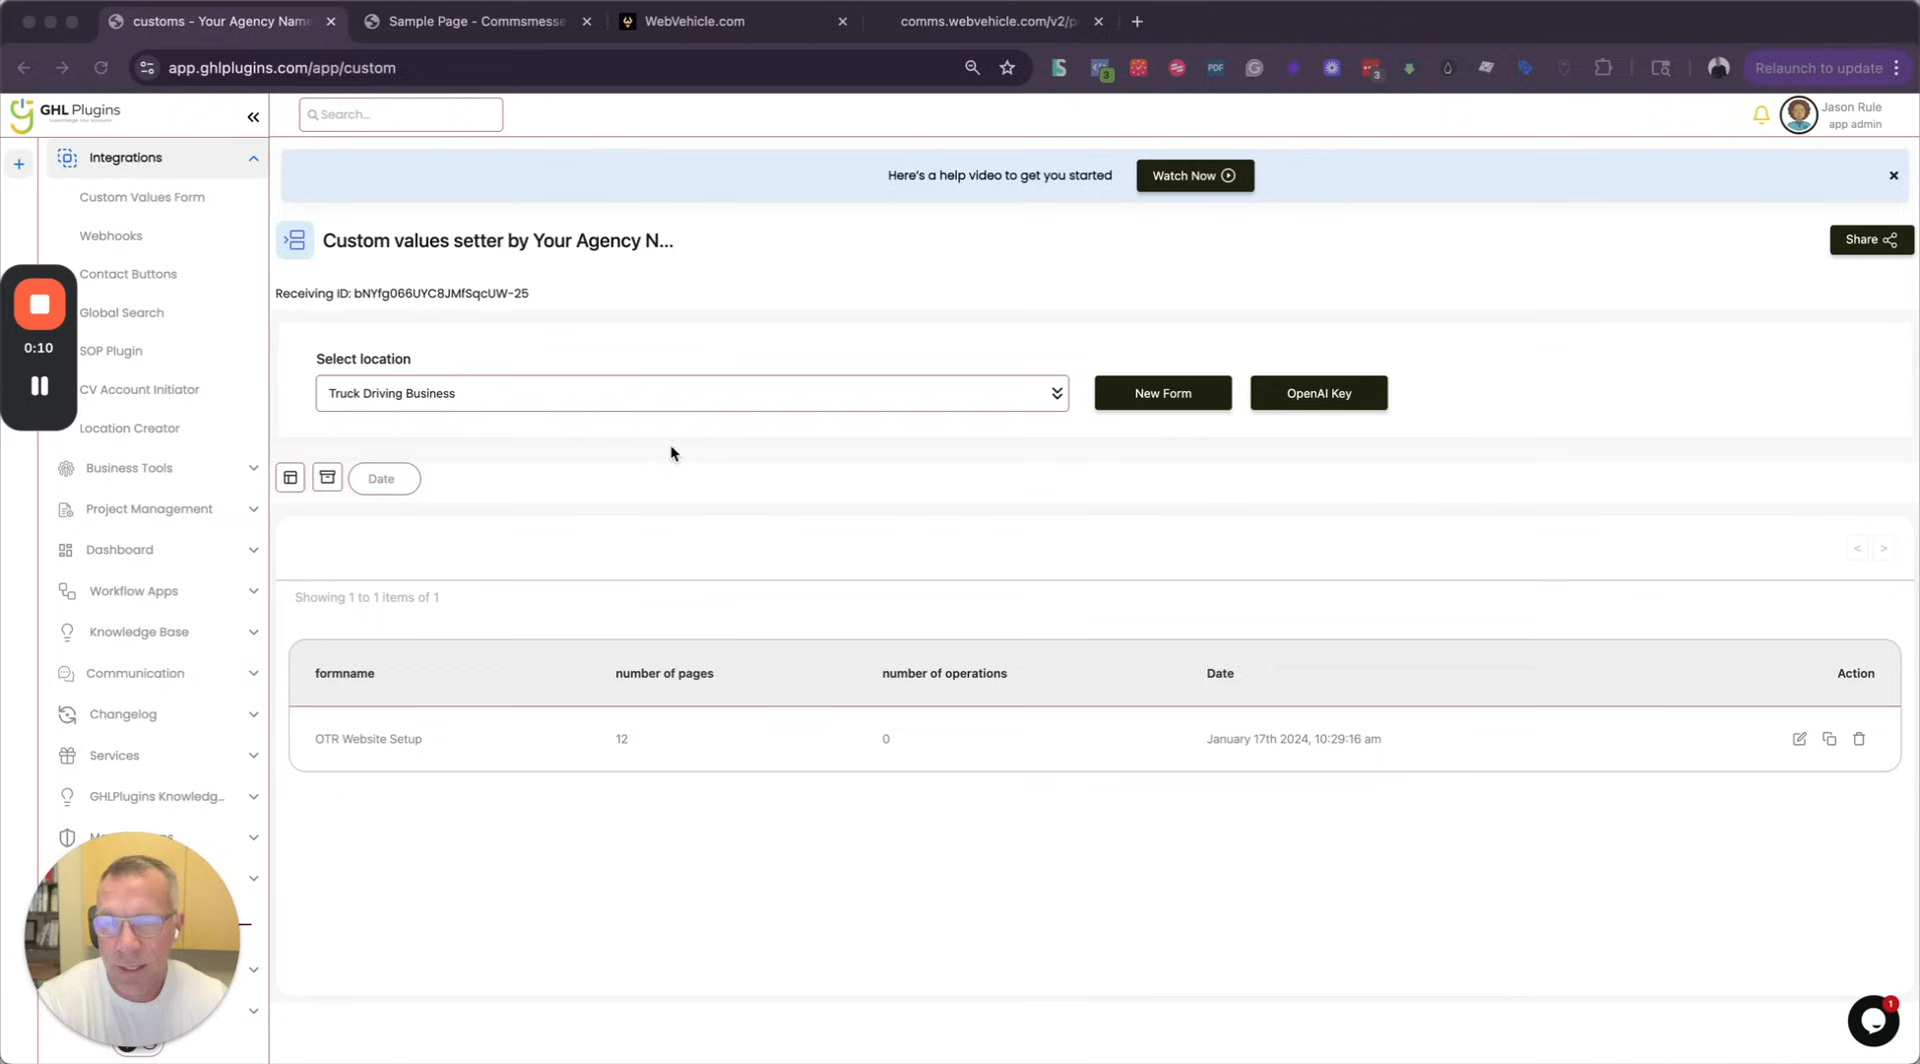 customs - Your Agency Name
Sample Page - Commsmesse
WebVehicle.com
comms.webvehicle.com/v2/p
app.ghlplugins.com/app/custom
3
PDF
3
Relaunch to update
GHL Plugins
Search...
Jason Rule
app admin
Integrations
Here's a help video to get you started
Watch Now
Custom Values Form
Webhooks
Custom values setter by Your Agency N...
Share
Contact Buttons
Receiving ID: bNYfg066UYC8JMfSqcUW-25
Global Search
0:10
SOP Plugin
Select location
CV Account Initiator
Truck Driving Business
New Form
OpenAI Key
Location Creator
Business Tools
Date
Project Management
Dashboard
Workflow Apps
Showing 1 to 1 items of 1
Knowledge Base
Communication
formname
number of pages
number of operations
Date
Action
Changelog
OTR Website Setup
12
0
January 17th 2024, 10:29:16 am
Services
GHLPlugins Knowledg...
1